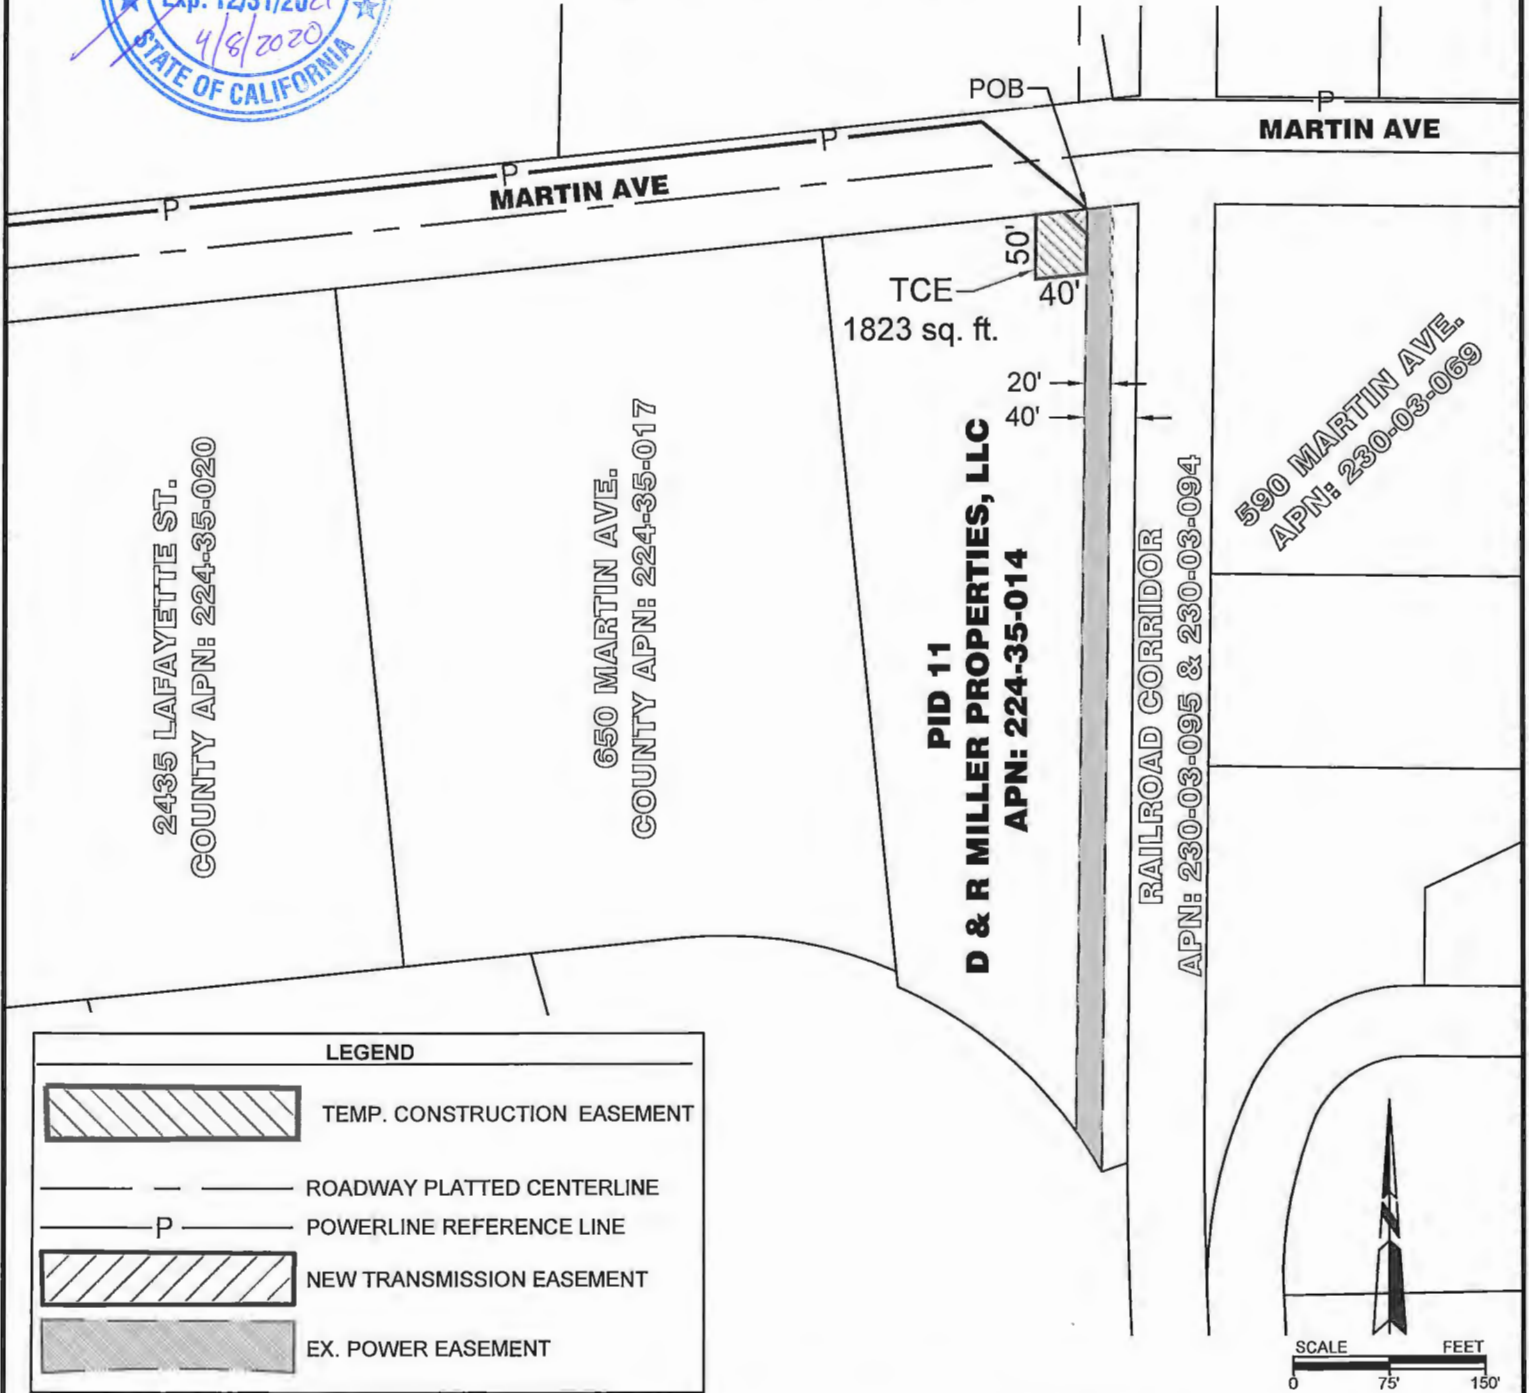 Exp. 12/31/2021
4/8/2020
STATE OF CALIFORNIA
POB
P
MARTIN AVE
P
P
P
MARTIN AVE
50'
TCE
40'
1823 sq. ft.
20'
40'
2435 LAFAYETTE ST.
COUNTY APN: 224-35-020
650 MARTIN AVE.
COUNTY APN: 224-35-017
PID 11
D & R MILLER PROPERTIES, LLC
APN: 224-35-014
RAILROAD CORRIDOR
APN: 230-03-095 & 230-03-094
590 MARTIN AVE.
APN: 230-03-069
LEGEND
TEMP. CONSTRUCTION EASEMENT
ROADWAY PLATTED CENTERLINE
P
POWERLINE REFERENCE LINE
NEW TRANSMISSION EASEMENT
EX. POWER EASEMENT
N
SCALE FEET
0 75' 150'